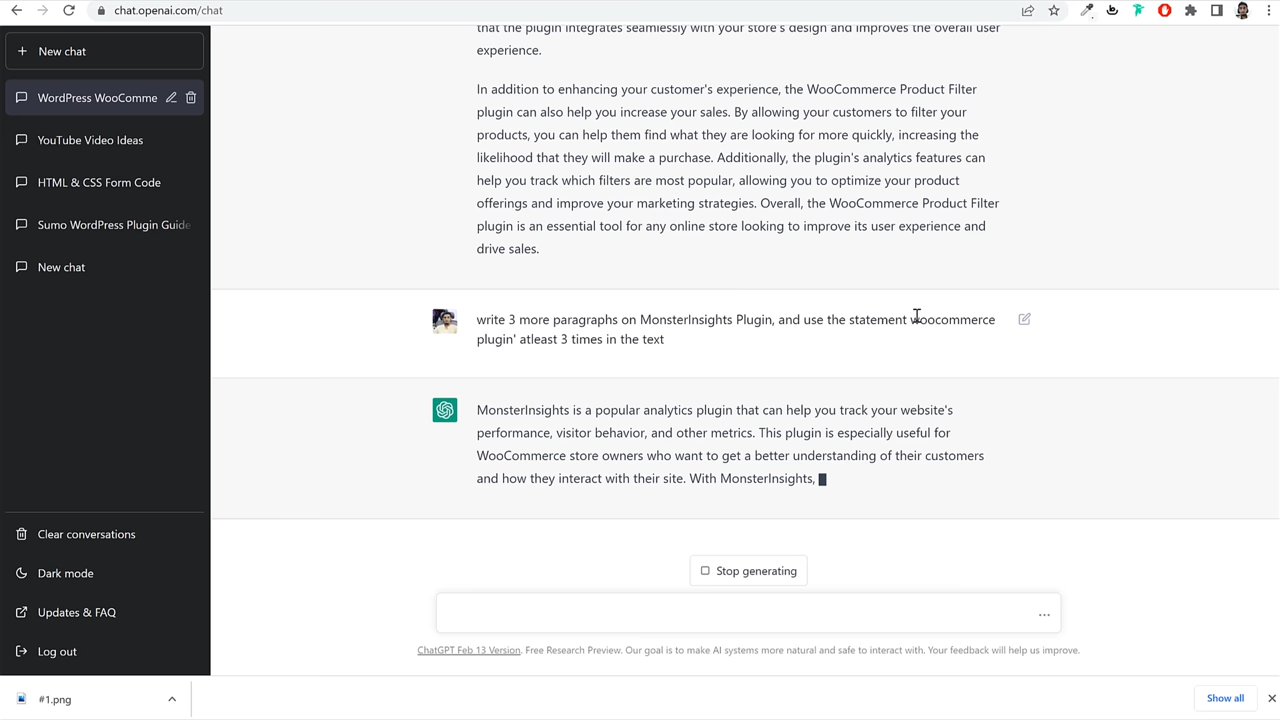 chat.openai.com/chat
New chat
WordPress WooComme
YouTube Video Ideas
HTML & CSS Form Code
Sumo WordPress Plugin Guide
New chat
Clear conversations
Dark mode
Updates & FAQ
Log out
that the plugin integrates seamlessly with your store's design and improves the overall user
experience.
In addition to enhancing your customer's experience, the WooCommerce Product Filter
plugin can also help you increase your sales. By allowing your customers to filter your
products, you can help them find what they are looking for more quickly, increasing the
likelihood that they will make a purchase. Additionally, the plugin's analytics features can
help you track which filters are most popular, allowing you to optimize your product
offerings and improve your marketing strategies. Overall, the WooCommerce Product Filter
plugin is an essential tool for any online store looking to improve its user experience and
drive sales.
write 3 more paragraphs on MonsterInsights Plugin, and use the statement woocommerce
plugin' atleast 3 times in the text
MonsterInsights is a popular analytics plugin that can help you track your website's
performance, visitor behavior, and other metrics. This plugin is especially useful for
WooCommerce store owners who want to get a better understanding of their customers
and how they interact with their site. With MonsterInsights,
Stop generating
ChatGPT Feb 13 Version. Free Research Preview. Our goal is to make AI systems more natural and safe to interact with. Your feedback will help us improve.
#1.png
Show all